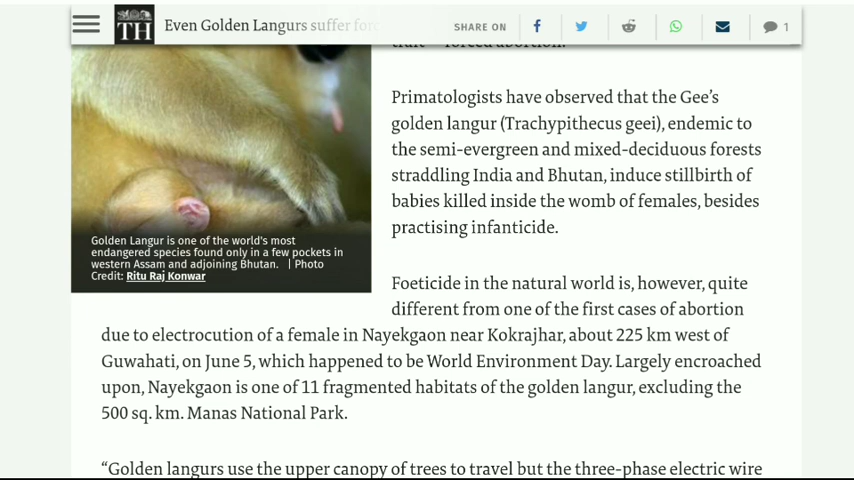 TH
Even Golden Langurs suffer forc
SHARE ON
1
Primatologists have observed that the Gee's
golden langur (Trachypithecus geei), endemic to
the semi-evergreen and mixed-deciduous forests
straddling India and Bhutan, induce stillbirth of
babies killed inside the womb of females, besides
practising infanticide.
Golden Langur is one of the world's most
endangered species found only in a few pockets in
western Assam and adjoining Bhutan. | Photo
Credit: Ritu Raj Konwar
Foeticide in the natural world is, however, quite
different from one of the first cases of abortion
due to electrocution of a female in Nayekgaon near Kokrajhar, about 225 km west of
Guwahati, on June 5, which happened to be World Environment Day. Largely encroached
upon, Nayekgaon is one of 11 fragmented habitats of the golden langur, excluding the
500 sq. km. Manas National Park.
“Golden langurs use the upper canopy of trees to travel but the three-phase electric wire